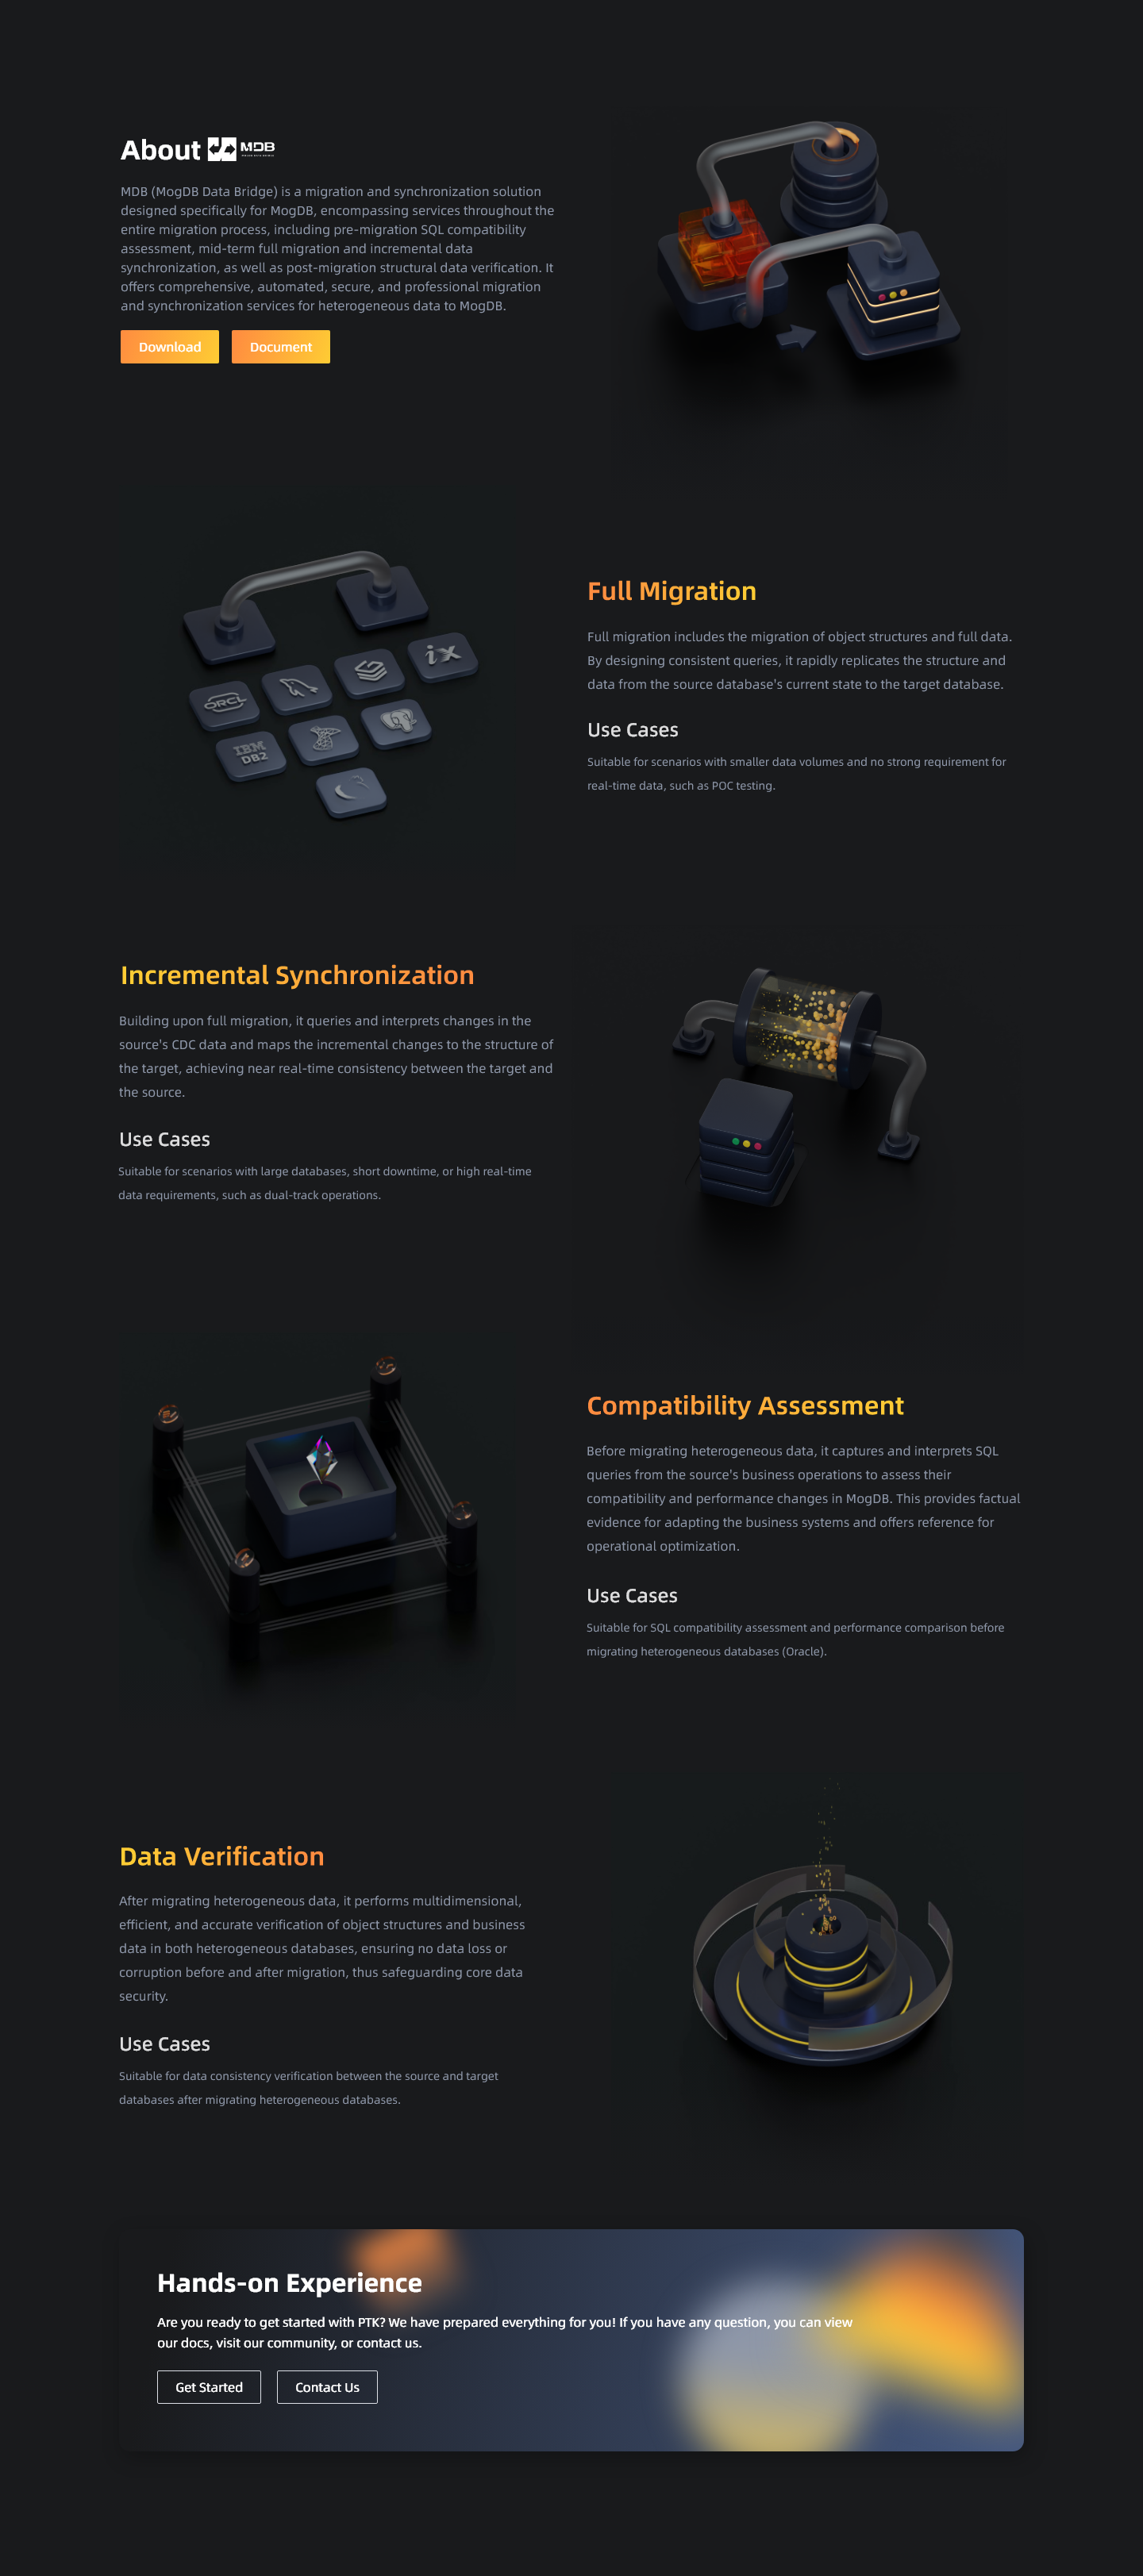 About MDB
MDB (MogDB Data Bridge) is a migration and synchronization solution
designed specifically for MogDB, encompassing services throughout the
entire migration process, including pre-migration SQL compatibility
assessment, mid-term full migration and incremental data
synchronization, as well as post-migration structural data verification. It
offers comprehensive, automated, secure, and professional migration
and synchronization services for heterogeneous data to MogDB.
Download Document
ix
ORCL
IBM
DB2
Full Migration
Full migration includes the migration of object structures and full data.
By designing consistent queries, it rapidly replicates the structure and
data from the source database's current state to the target database.
Use Cases
Suitable for scenarios with smaller data volumes and no strong requirement for
real-time data, such as POC testing.
Incremental Synchronization
Building upon full migration, it queries and interprets changes in the
source's CDC data and maps the incremental changes to the structure of
the target, achieving near real-time consistency between the target and
the source.
Use Cases
Suitable for scenarios with large databases, short downtime, or high real-time
data requirements, such as dual-track operations.
Compatibility Assessment
Before migrating heterogeneous data, it captures and interprets SQL
queries from the source's business operations to assess their
compatibility and performance changes in MogDB. This provides factual
evidence for adapting the business systems and offers reference for
operational optimization.
Use Cases
Suitable for SQL compatibility assessment and performance comparison before
migrating heterogeneous databases (Oracle).
Data Verification
After migrating heterogeneous data, it performs multidimensional,
efficient, and accurate verification of object structures and business
data in both heterogeneous databases, ensuring no data loss or
corruption before and after migration, thus safeguarding core data
security.
Use Cases
Suitable for data consistency verification between the source and target
databases after migrating heterogeneous databases.
Hands-on Experience
Are you ready to get started with PTK? We have prepared everything for you! If you have any question, you can view
our docs, visit our community, or contact us.
Get Started Contact Us